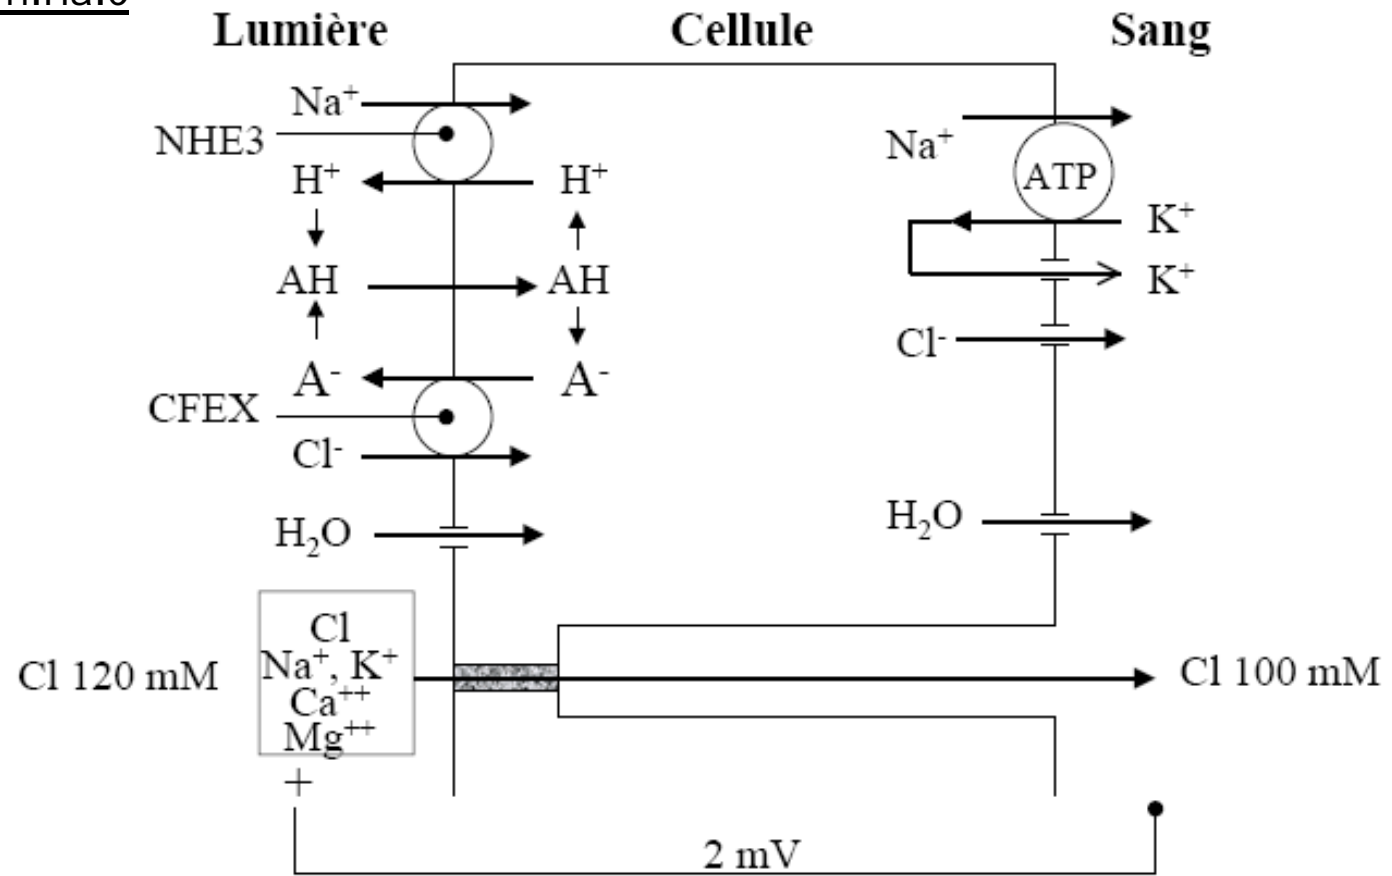 Lumière Cellule Sang
Na⁺
NHE3
Na⁺
ATP
H⁺ H⁺
K⁺
AH AH
K⁺
Cl⁻
A⁻ A⁻
CFEX
Cl⁻
H₂O H₂O
Cl
Cl 120 mM Na⁺, K⁺ Cl 100 mM
Ca⁺⁺
Mg⁺⁺
+
2 mV